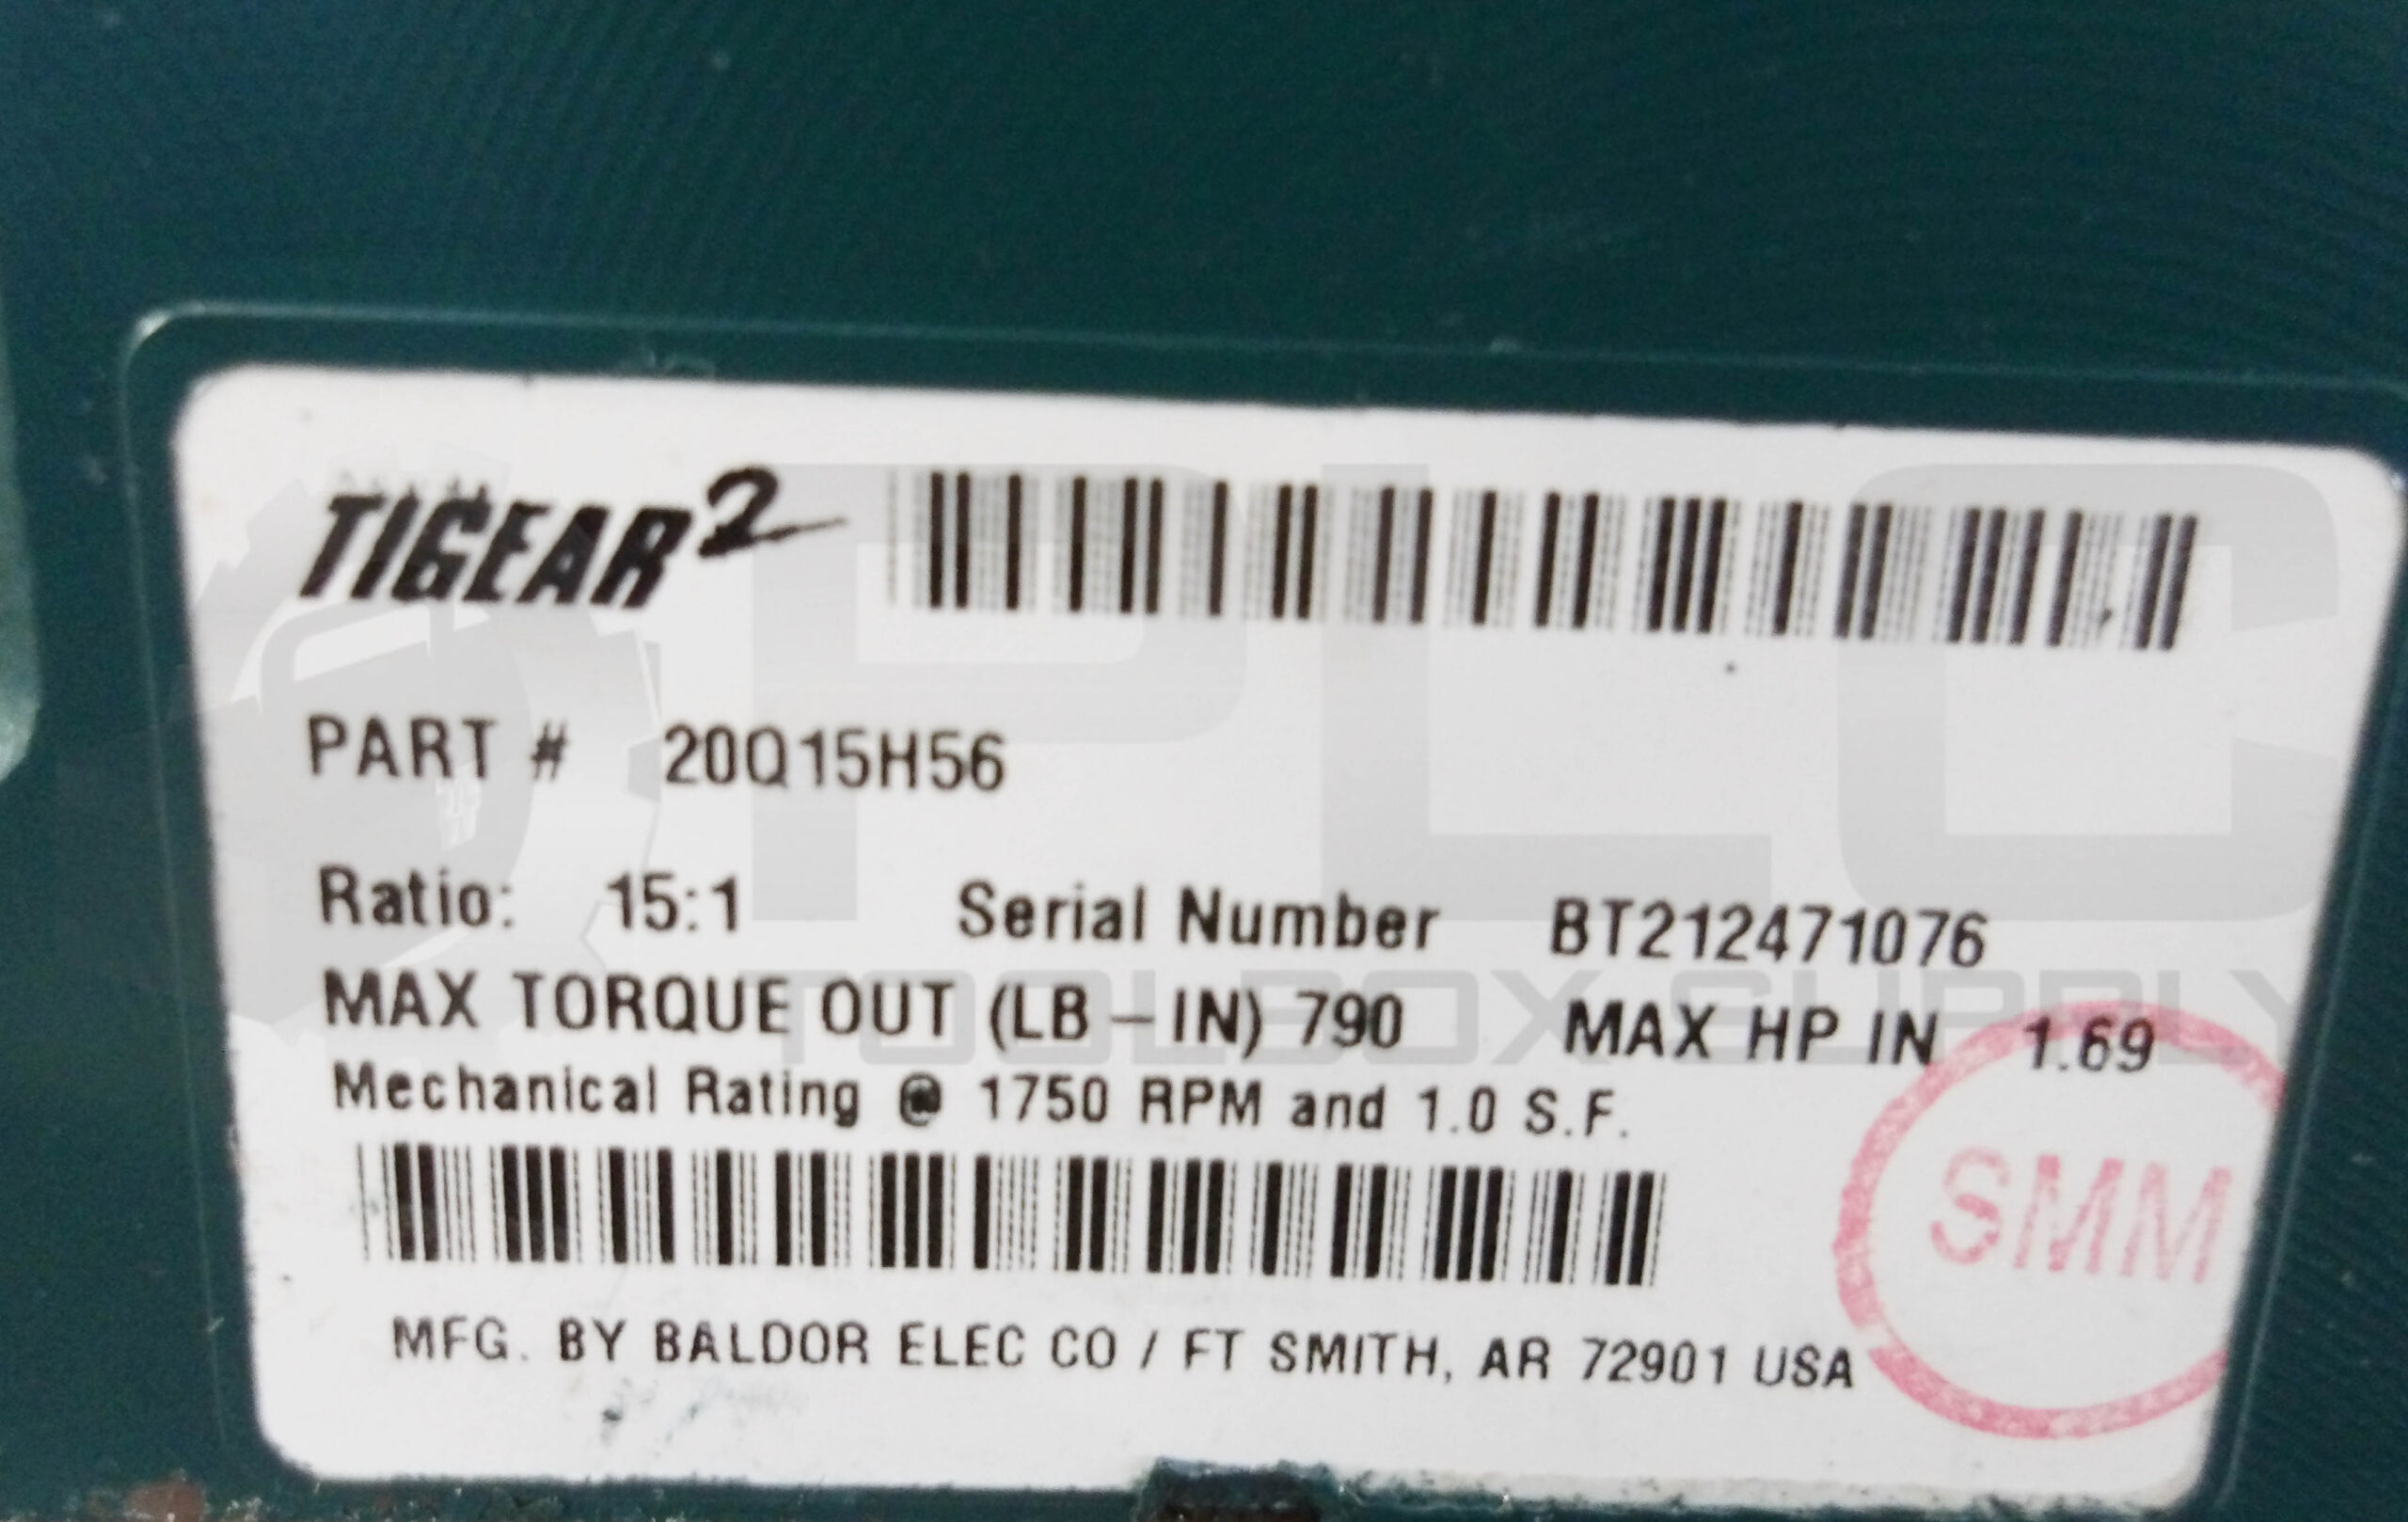 TIGEAR2
PART # 20Q15H56
Ratio: 15:1 Serial Number BT212471076
MAX TORQUE OUT (LB-IN) 790 MAX HP IN 1.69
Mechanical Rating @ 1750 RPM and 1.0 S.F.
SMM
MFG. BY BALDOR ELEC CO / FT SMITH, AR 72901 USA
PLC
TOOLBOX SUPPLY